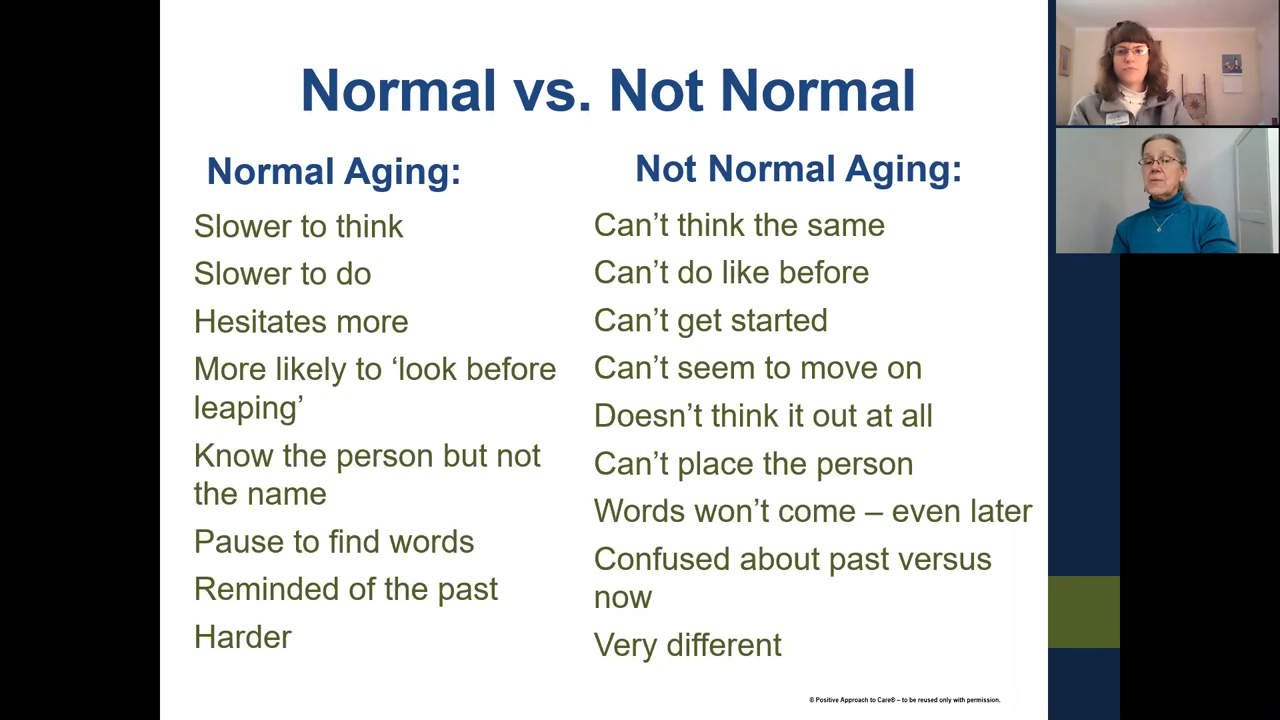 Normal vs. Not Normal
Normal Aging:
Slower to think
Slower to do
Hesitates more
More likely to ‘look before
leaping’
Know the person but not
the name
Pause to find words
Reminded of the past
Harder
Not Normal Aging:
Can’t think the same
Can’t do like before
Can’t get started
Can’t seem to move on
Doesn’t think it out at all
Can’t place the person
Words won’t come – even later
Confused about past versus
now
Very different
© Positive Approach to Care® – to be reused only with permission.